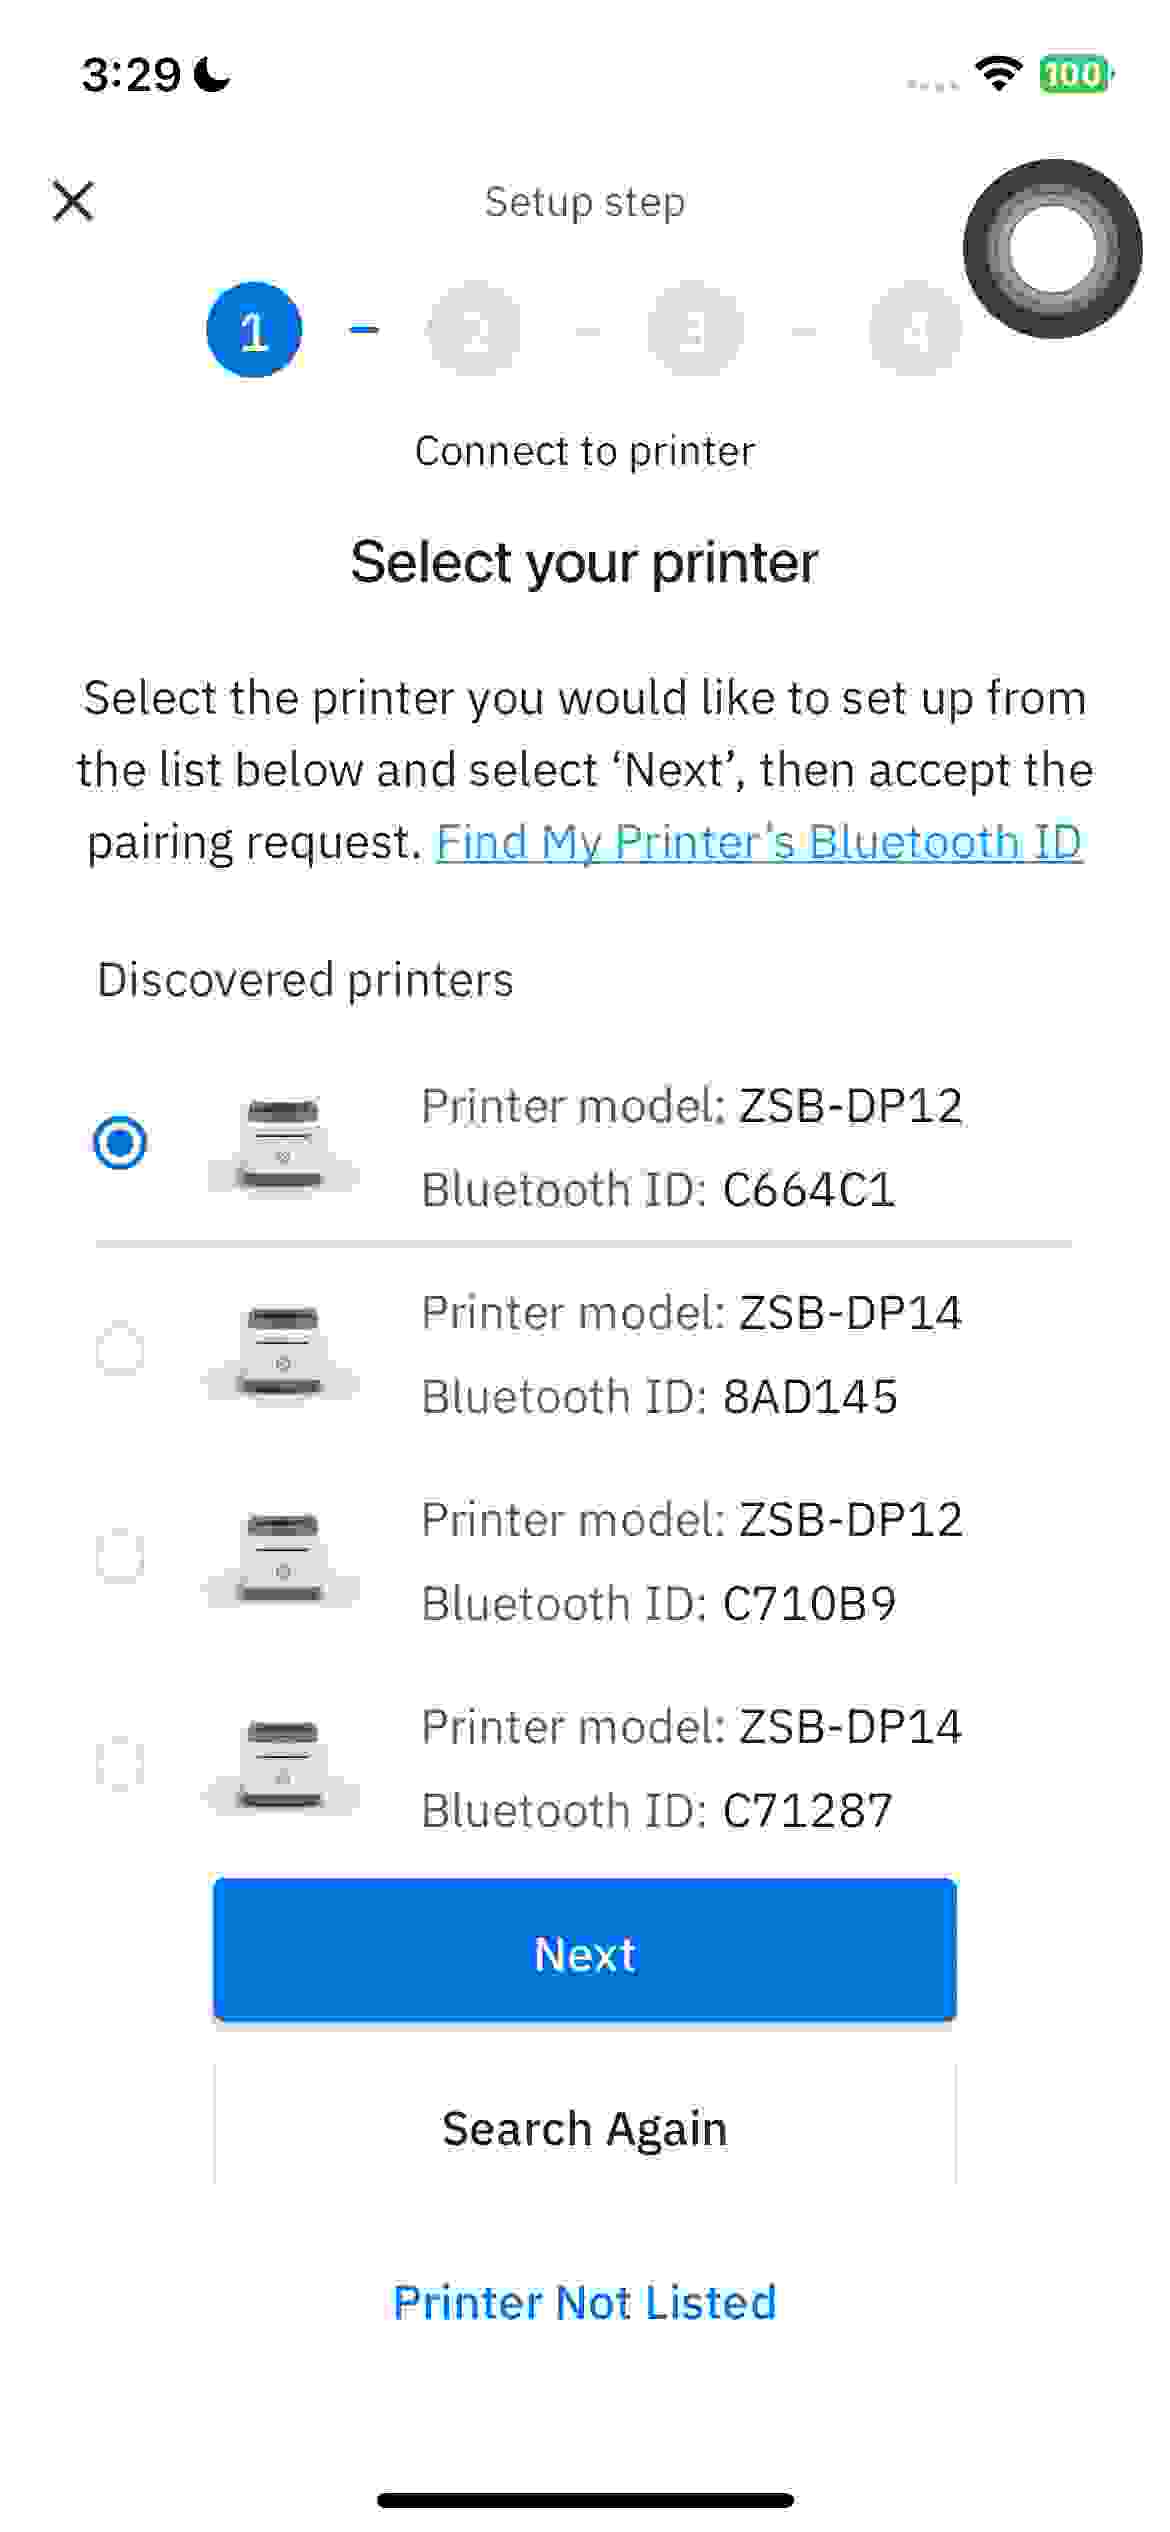 3:29
100
Setup step
1
2
3
4
Connect to printer
Select your printer
Select the printer you would like to set up from
the list below and select ‘Next’, then accept the
pairing request. Find My Printer's Bluetooth ID
Discovered printers
Printer model: ZSB-DP12
Bluetooth ID: C664C1
Printer model: ZSB-DP14
Bluetooth ID: 8AD145
Printer model: ZSB-DP12
Bluetooth ID: C710B9
Printer model: ZSB-DP14
Bluetooth ID: C71287
Next
Search Again
Printer Not Listed